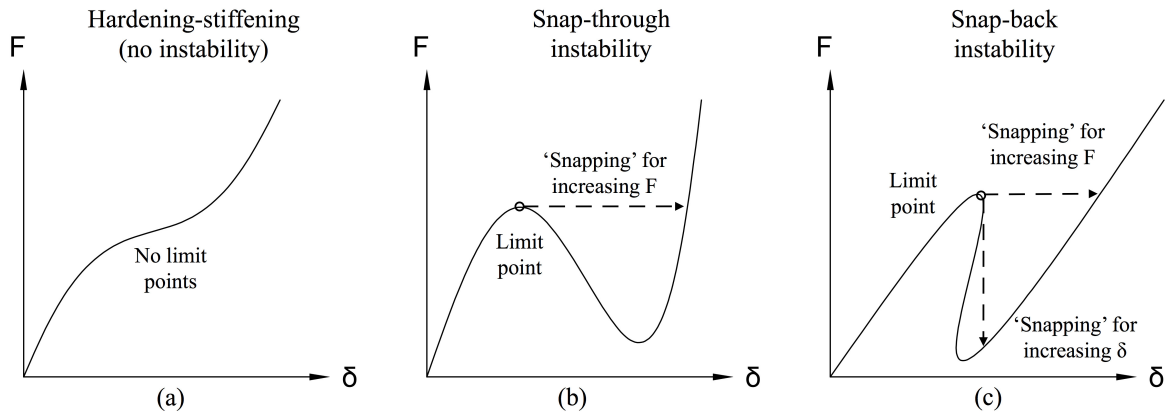 Hardening-stiffening
(no instability)
F
No limit
points
δ
(a)
Snap-through
instability
F
‘Snapping’ for
increasing F
Limit
point
δ
(b)
Snap-back
instability
F
‘Snapping’ for
increasing F
Limit
point
‘Snapping’ for
increasing δ
δ
(c)